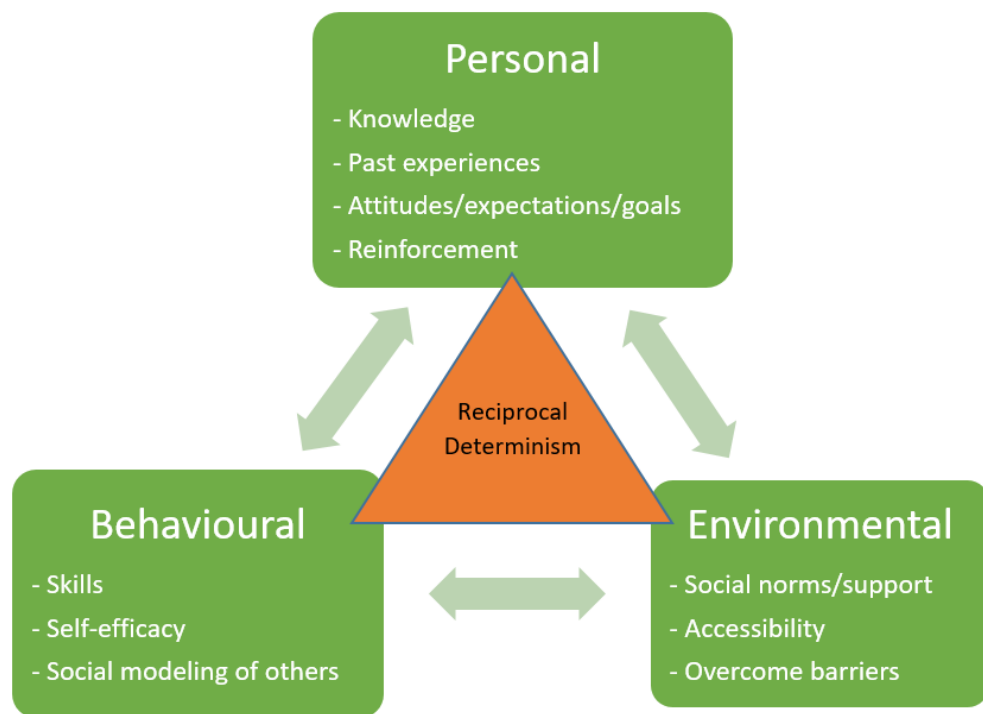 Personal
- Knowledge
- Past experiences
- Attitudes/expectations/goals
- Reinforcement
Reciprocal
Determinism
Behavioural
- Skills
- Self-efficacy
- Social modeling of others
Environmental
- Social norms/support
- Accessibility
- Overcome barriers